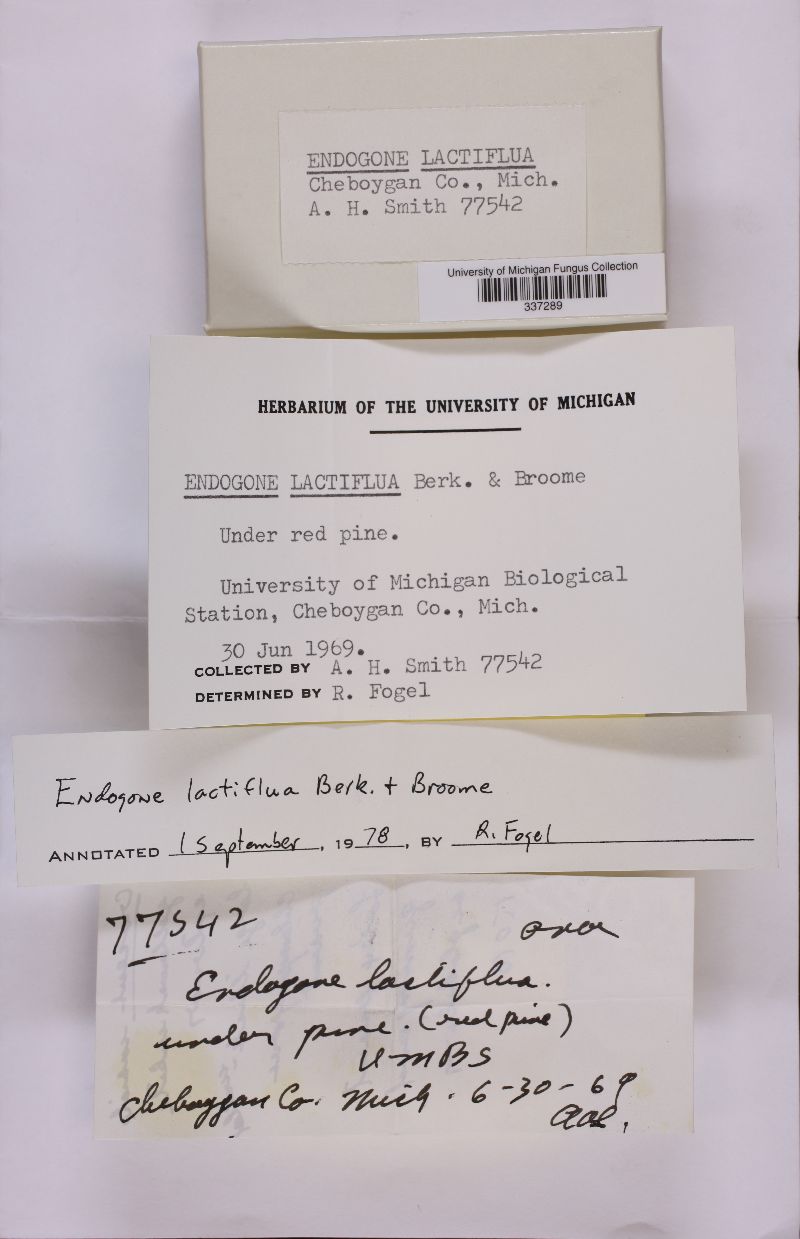 ENDOGONE LACTIFLUA
Cheboygan Co., Mich.
A. H. Smith 77542
University of Michigan Fungus Collection
337289
HERBARIUM OF THE UNIVERSITY OF MICHIGAN
ENDOGONE LACTIFLUA Berk. & Broome
Under red pine.
University of Michigan Biological
Station, Cheboygan Co., Mich.
30 Jun 1969.
COLLECTED BY A. H. Smith 77542
DETERMINED BY R. Fogel
Endogone lactiflua Berk. + Broome
ANNOTATED 1 September, 1978, BY R. Fogel
77542
Endogone lactiflua.
under pine. (red pine)
UMBS
Cheboygan Co. Mich. 6-30-69